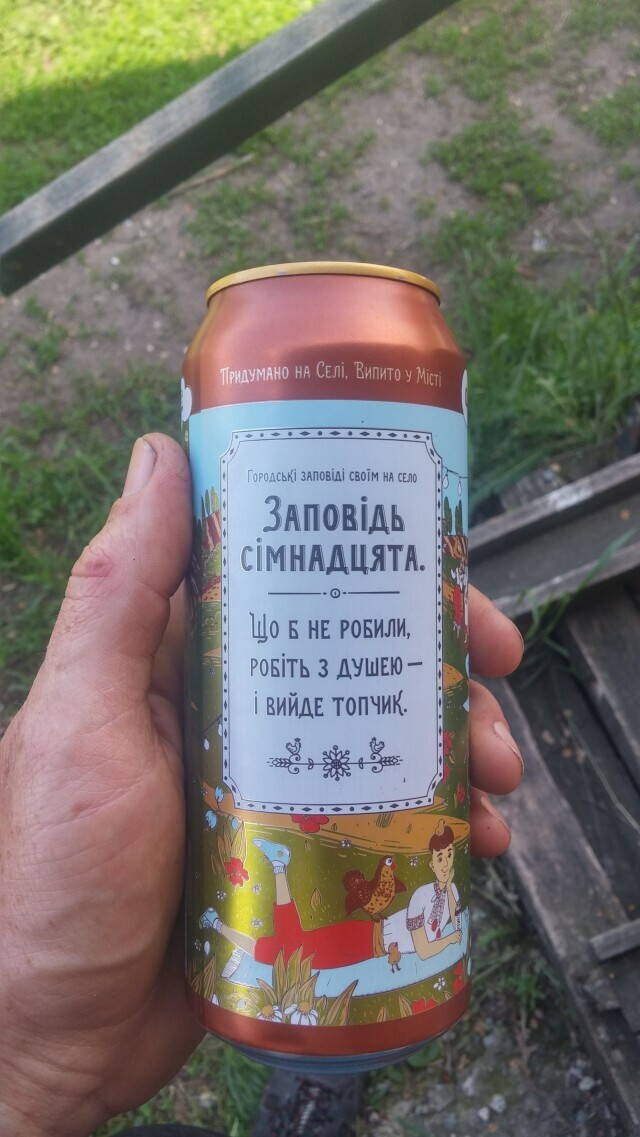 Придумано на Селі, Випито у Місті
Городські заповіді своїм на село
Заповідь
сімнадцята.
Що б не робили,
робіть з душею —
і вийде топчик.